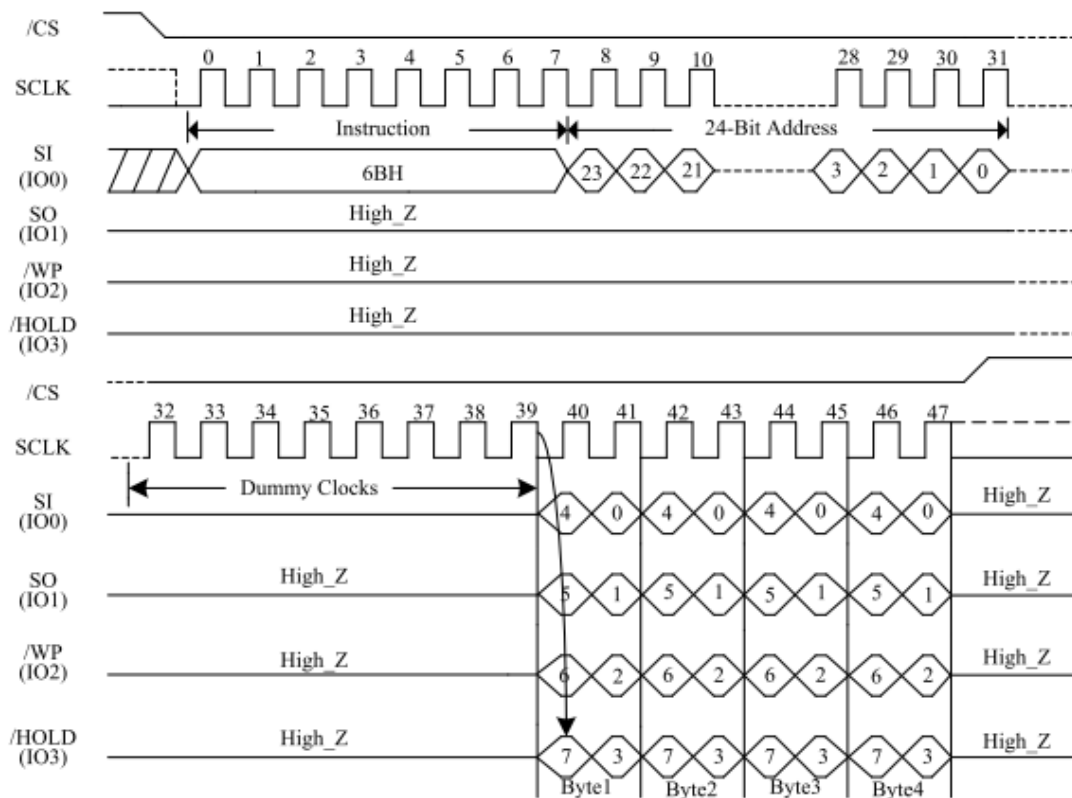 /CS
0 1 2 3 4 5 6 7 8 9 10 28 29 30 31
SCLK
Instruction 24-Bit Address
SI
(IO0)
6BH 23 22 21 3 2 1 0
SO
(IO1)
High_Z
/WP
(IO2)
High_Z
/HOLD
(IO3)
High_Z
/CS
32 33 34 35 36 37 38 39 40 41 42 43 44 45 46 47
SCLK
Dummy Clocks
SI
(IO0)
4 0 4 0 4 0 4 0 High_Z
SO
(IO1)
High_Z 5 1 5 1 5 1 5 1 High_Z
/WP
(IO2)
High_Z 6 2 6 2 6 2 6 2 High_Z
/HOLD
(IO3)
High_Z 7 3 7 3 7 3 7 3 High_Z
Byte1 Byte2 Byte3 Byte4